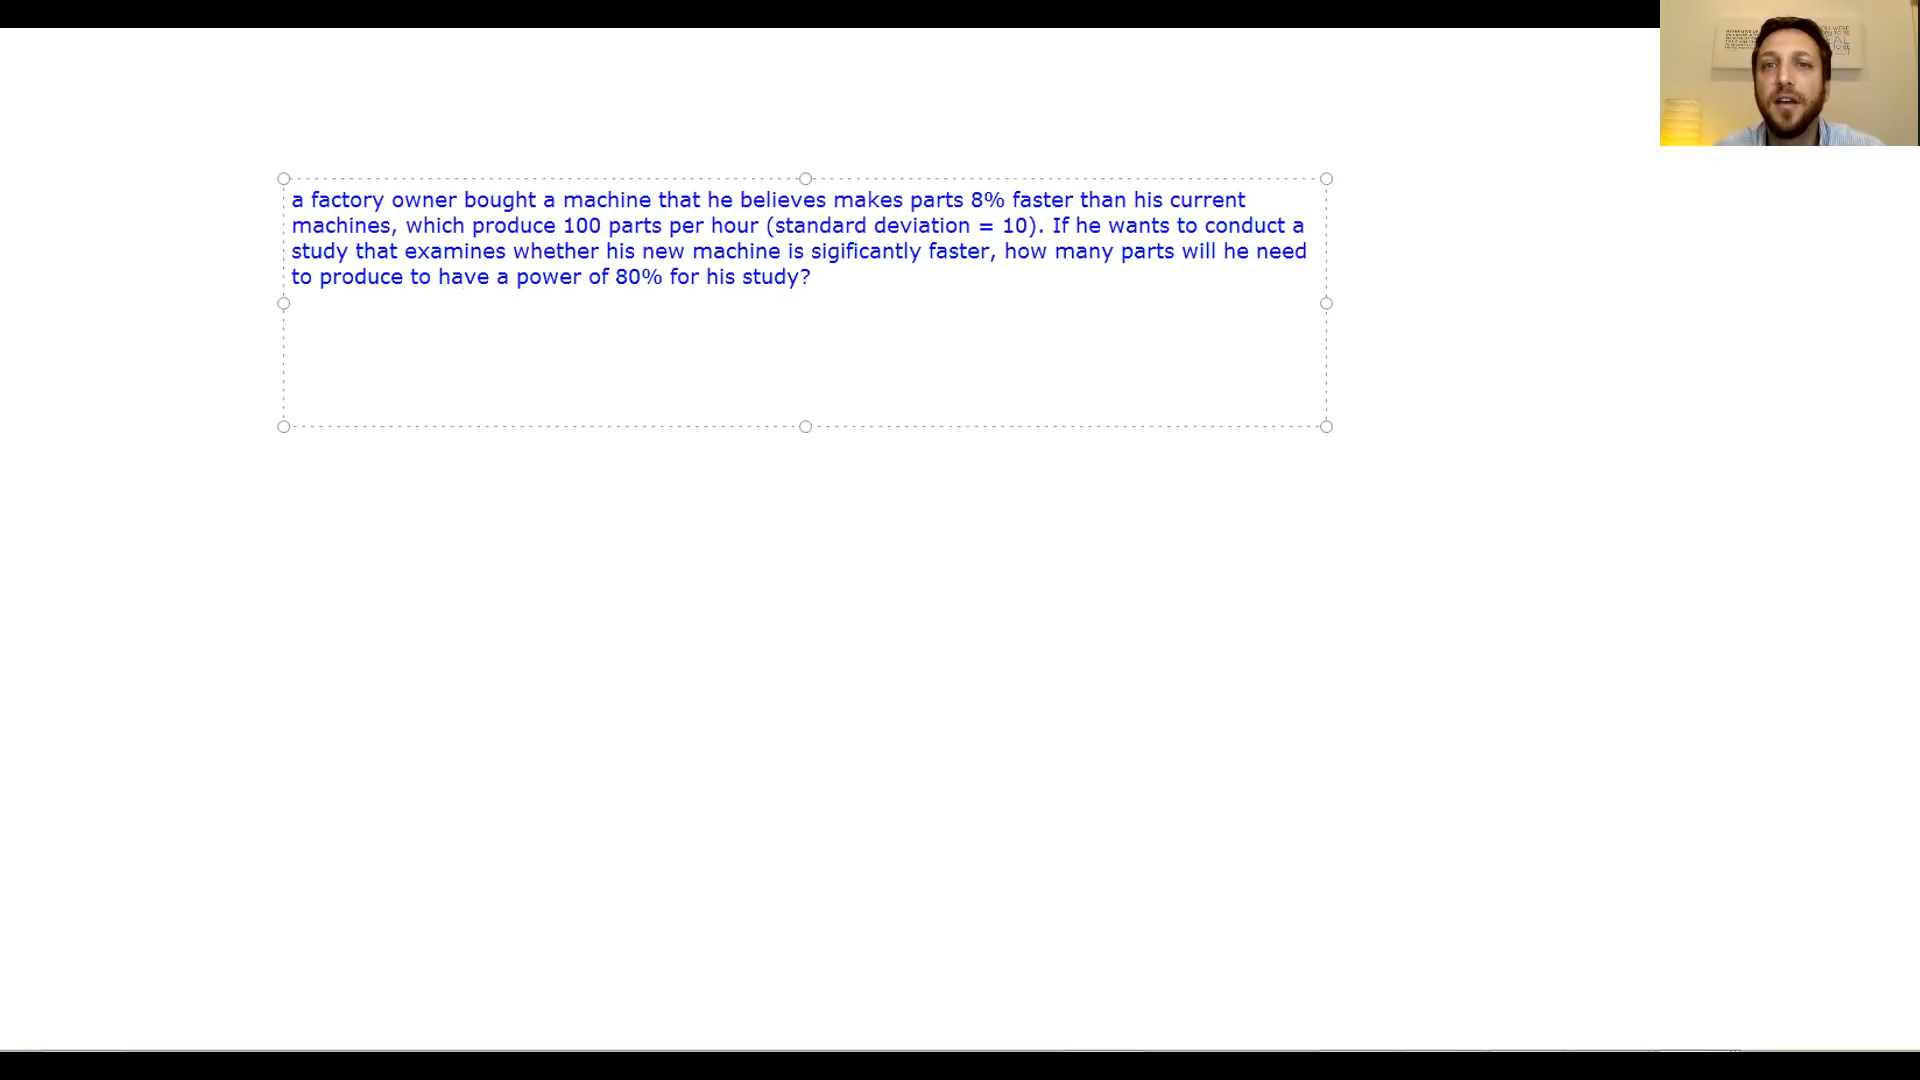 a factory owner bought a machine that he believes makes parts 8% faster than his current
machines, which produce 100 parts per hour (standard deviation = 10). If he wants to conduct a
study that examines whether his new machine is sigificantly faster, how many parts will he need
to produce to have a power of 80% for his study?